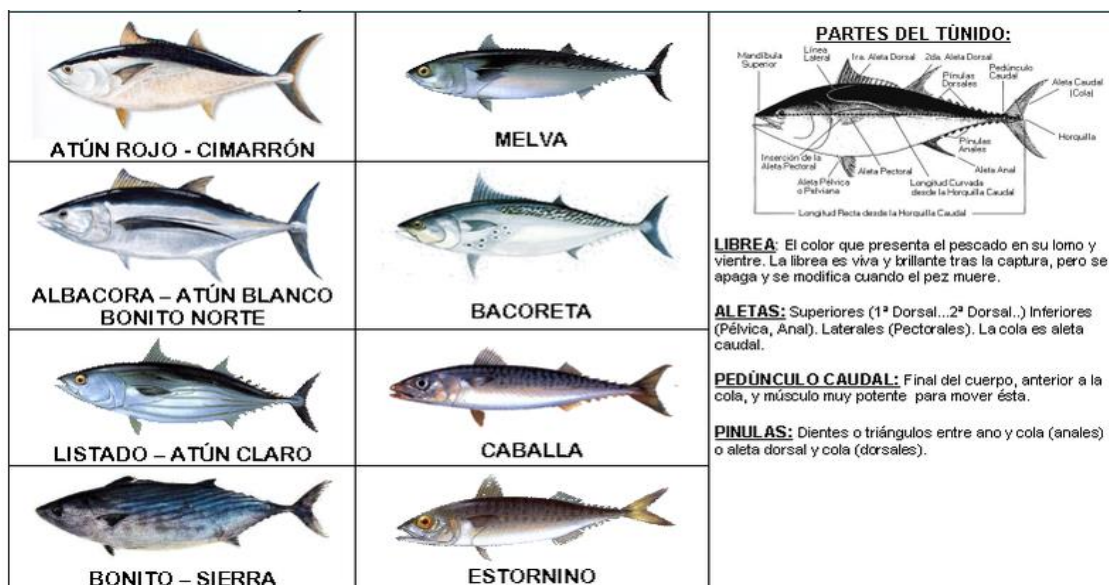 ATÚN ROJO - CIMARRÓN
MELVA
ALBACORA – ATÚN BLANCO
BONITO NORTE
BACORETA
LISTADO – ATÚN CLARO
CABALLA
BONITO – SIERRA
ESTORNINO
PARTES DEL TÚNIDO:
Mandíbula
Superior
Línea
Lateral
1ra. Aleta Dorsal
2da. Aleta Dorsal
Pínulas
Dorsales
Pedúnculo
Caudal
Aleta Caudal
(Cola)
Horquilla
Pínulas
Anales
Aleta Anal
Inserción de la
Aleta Pectoral
Aleta Pectoral
Aleta Pélvica
o Pelviana
Longitud Curvada
desde la Horquilla Caudal
Longitud Recta desde la Horquilla Caudal
LIBREA: El color que presenta el pescado en su lomo y
vientre. La librea es viva y brillante tras la captura, pero se
apaga y se modifica cuando el pez muere.
ALETAS: Superiores (1ª Dorsal...2ª Dorsal..) Inferiores
(Pélvica, Anal). Laterales (Pectorales). La cola es aleta
caudal.
PEDÚNCULO CAUDAL: Final del cuerpo, anterior a la
cola, y músculo muy potente para mover ésta.
PINULAS: Dientes o triángulos entre ano y cola (anales)
o aleta dorsal y cola (dorsales).